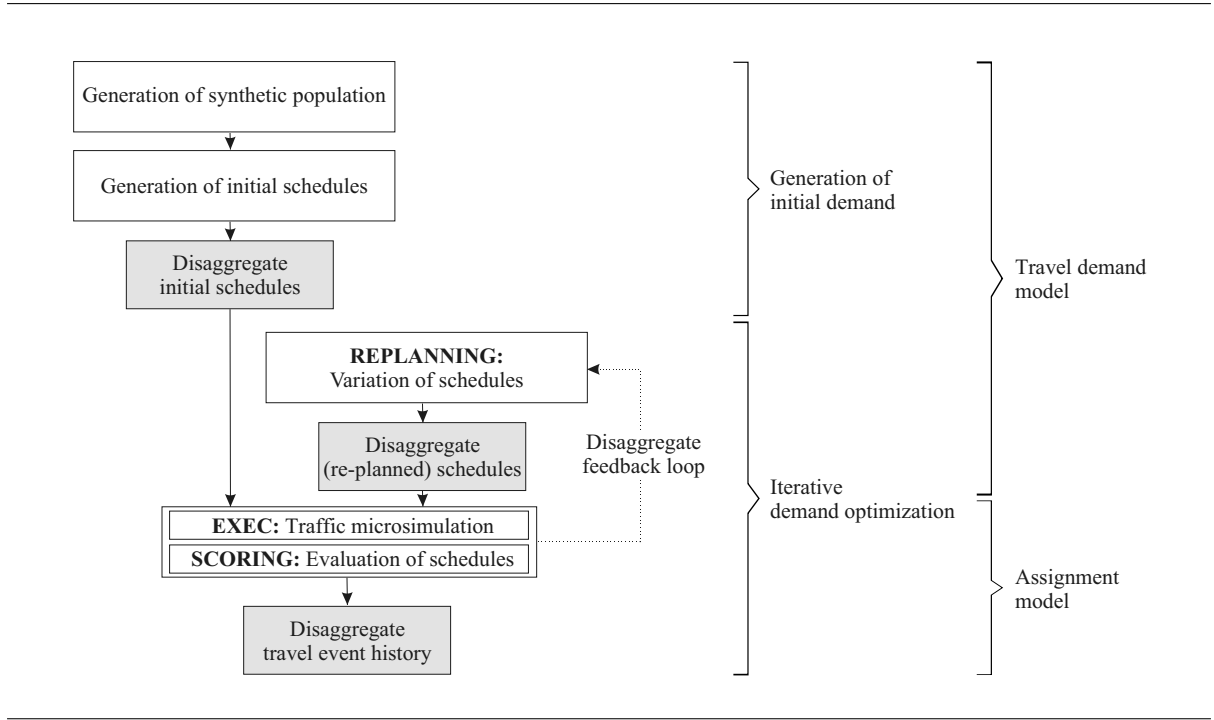 Generation of synthetic population
Generation of initial schedules
Disaggregate
initial schedules
REPLANNING:
Variation of schedules
Disaggregate
(re-planned) schedules
EXEC: Traffic microsimulation
SCORING: Evaluation of schedules
Disaggregate
travel event history
Disaggregate
feedback loop
Generation of
initial demand
Iterative
demand optimization
Travel demand
model
Assignment
model